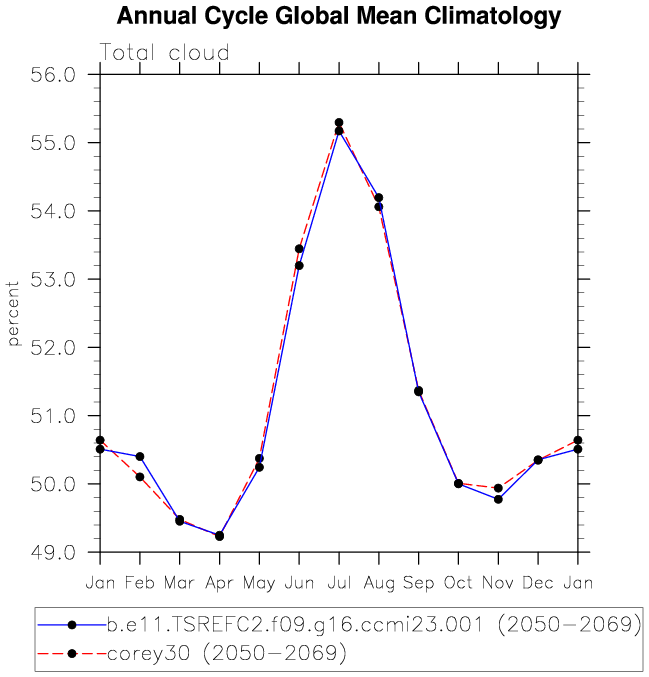 Annual Cycle Global Mean Climatology
Total cloud
56.0
55.0
54.0
53.0
52.0
51.0
50.0
49.0
percent
Jan Feb Mar Apr May Jun Jul Aug Sep Oct Nov Dec Jan
b.e11.TSREFC2.f09.g16.ccmi23.001 (2050-2069)
corey30 (2050-2069)